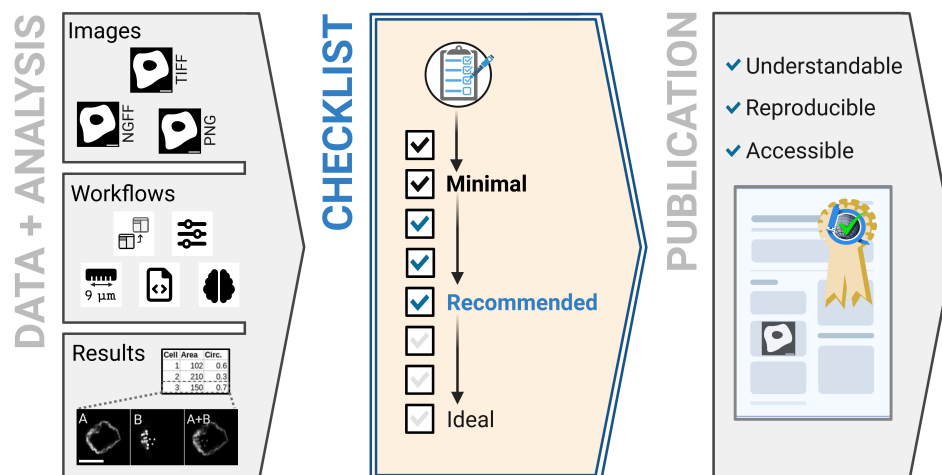 DATA + ANALYSIS
Images
TIFF
NGFF
PNG
Workflows
9 µm
Results
Cell Area Circ.
1 102 0.6
2 210 0.3
3 150 0.7
A
B
A+B
CHECKLIST
Minimal
Recommended
Ideal
PUBLICATION
Understandable
Reproducible
Accessible